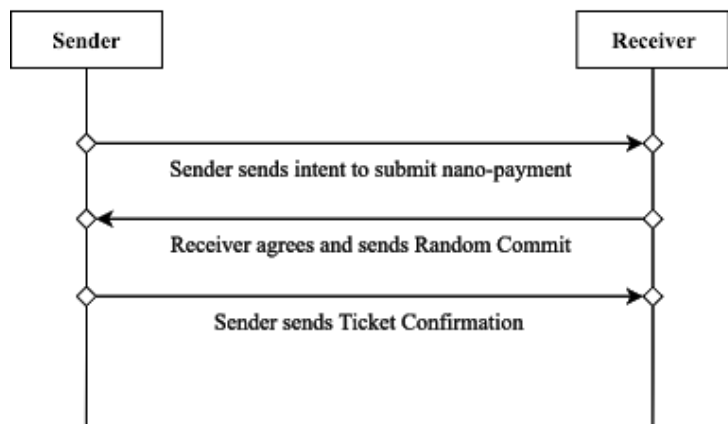 Sender
Receiver
Sender sends intent to submit nano-payment
Receiver agrees and sends Random Commit
Sender sends Ticket Confirmation